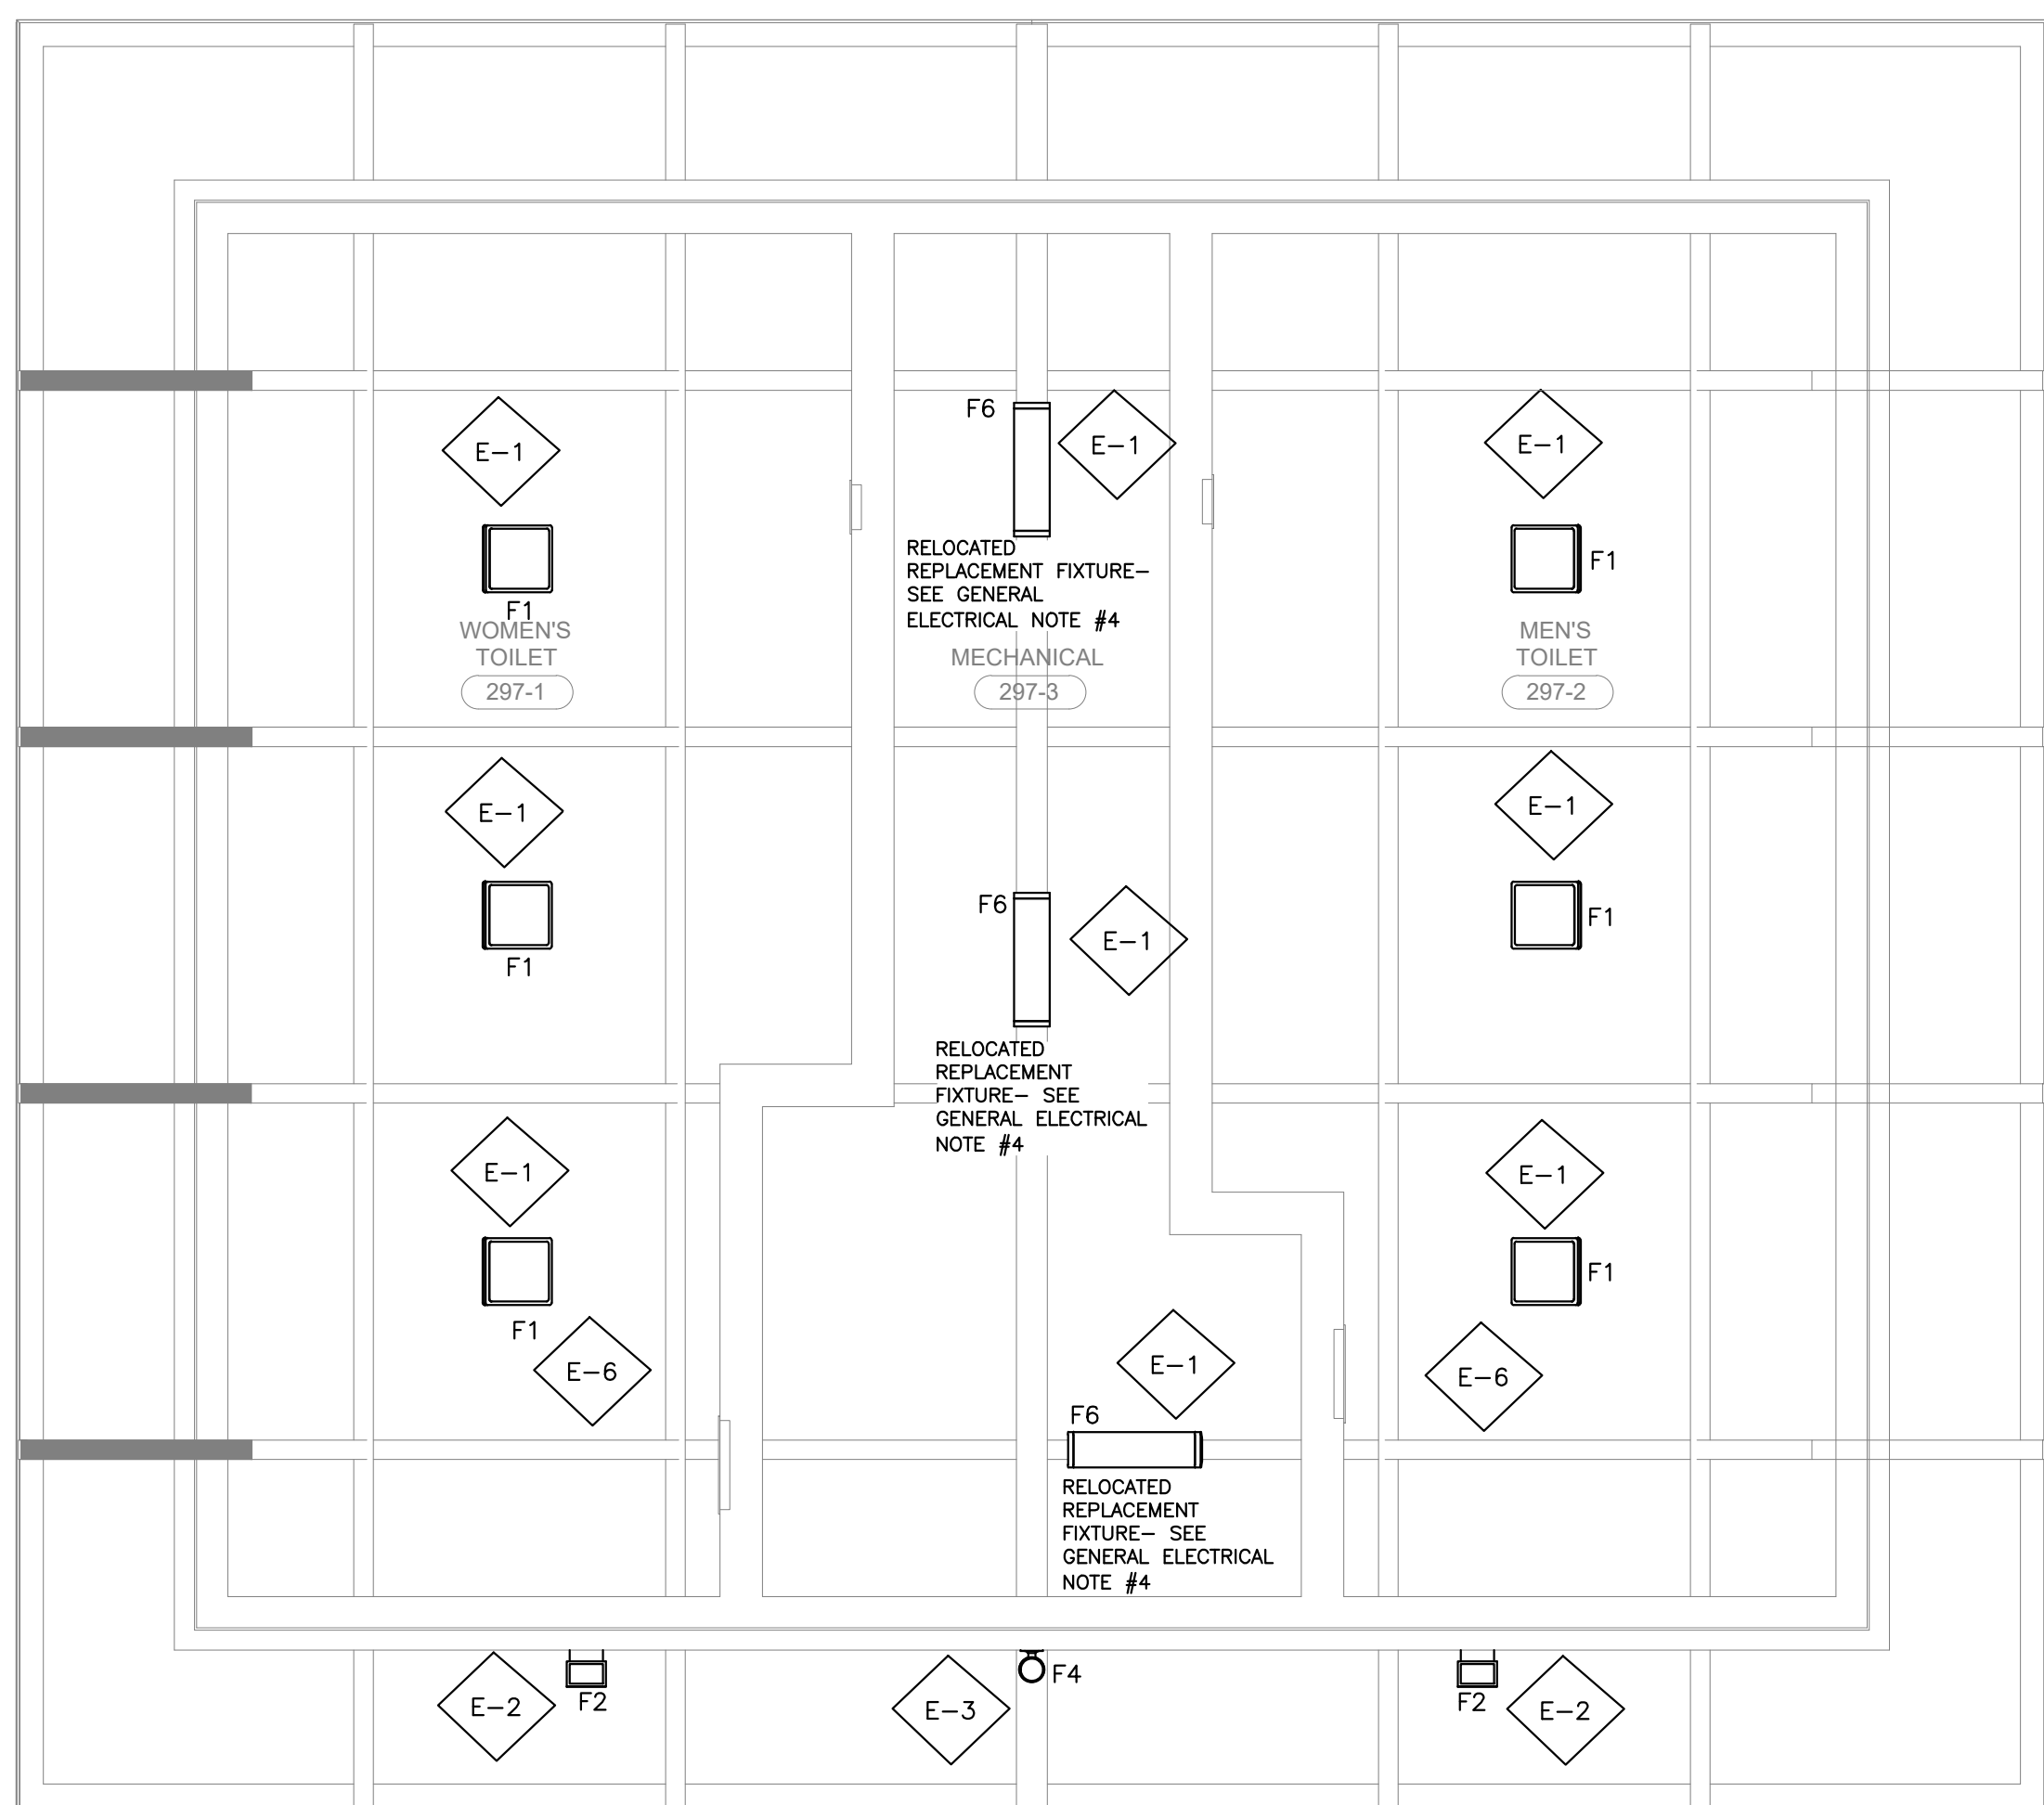 F6
E-1
E-1
E-1
F1
RELOCATED
REPLACEMENT FIXTURE-
SEE GENERAL
ELECTRICAL NOTE #4
F1
WOMEN'S
TOILET
297-1
MECHANICAL
297-3
MEN'S
TOILET
297-2
E-1
E-1
F6
E-1
F1
F1
RELOCATED
REPLACEMENT
FIXTURE- SEE
GENERAL ELECTRICAL
NOTE #4
E-1
E-1
F1
F1
E-6
E-1
E-6
F6
RELOCATED
REPLACEMENT
FIXTURE- SEE
GENERAL ELECTRICAL
NOTE #4
E-2
F2
E-3
F4
F2
E-2